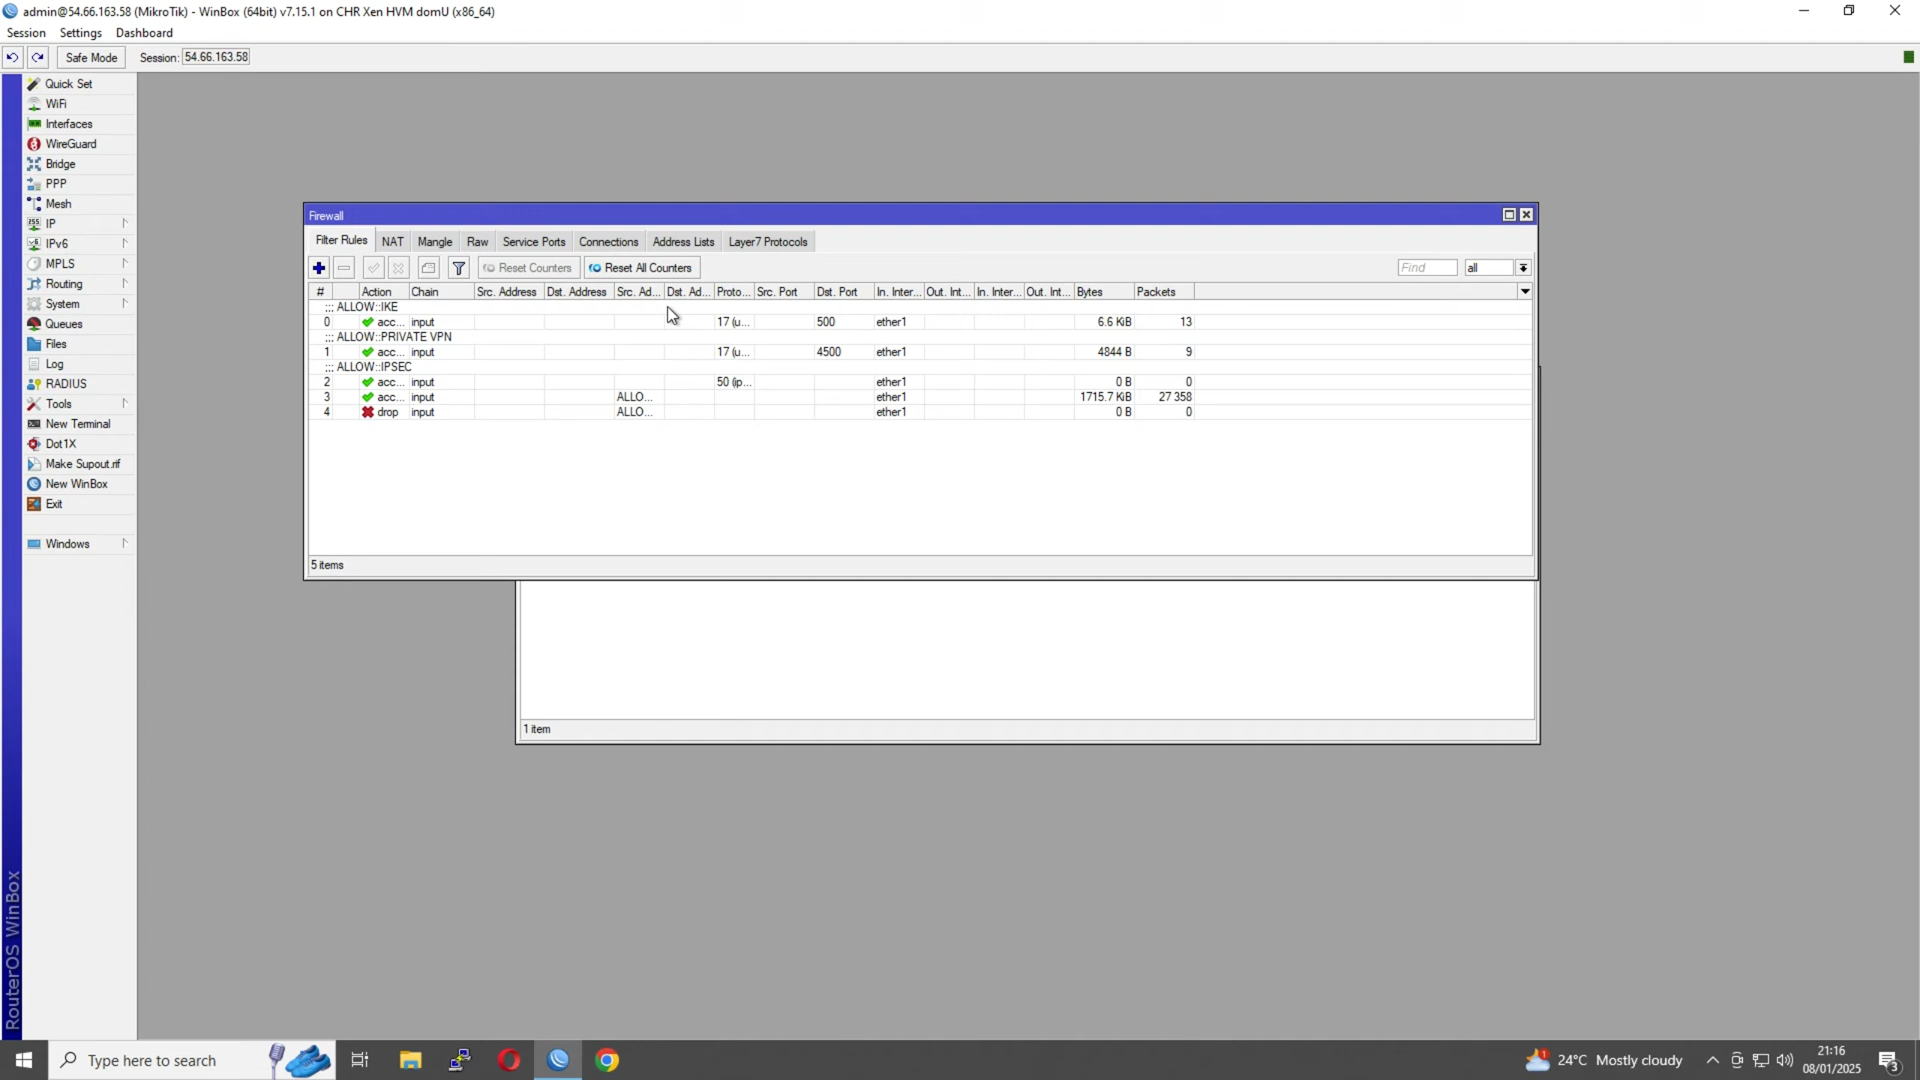 admin@54.66.163.58 (MikroTik) - WinBox (64bit) v7.15.1 on CHR Xen HVM domU (x86_64)
Session Settings Dashboard
Safe Mode Session: 54.66.163.58
Quick Set
WiFi
Interfaces
WireGuard
Bridge
PPP
Mesh
IP
IPv6
MPLS
Routing
System
Queues
Files
Log
RADIUS
Tools
New Terminal
Dot1X
Make Supout.rif
New WinBox
Exit
Windows
RouterOS WinBox
Firewall
Filter Rules NAT Mangle Raw Service Ports Connections Address Lists Layer7 Protocols
Reset Counters Reset All Counters Find all
# Action Chain Src. Address Dst. Address Src. Ad... Dst. Ad... Proto... Src. Port Dst. Port In. Inter... Out. Int... In. Inter... Out. Int... Bytes Packets
;;; ALLOW::IKE
0 acc... input 17 (u... 500 ether1 6.6 KiB 13
;;; ALLOW::PRIVATE VPN
1 acc... input 17 (u... 4500 ether1 4844 B 9
;;; ALLOW::IPSEC
2 acc... input 50 (ip... ether1 0 B 0
3 acc... input ALLO... ether1 1715.7 KiB 27 358
4 drop input ALLO... ether1 0 B 0
5 items
1 item
Type here to search
24°C Mostly cloudy
21:16
08/01/2025
3